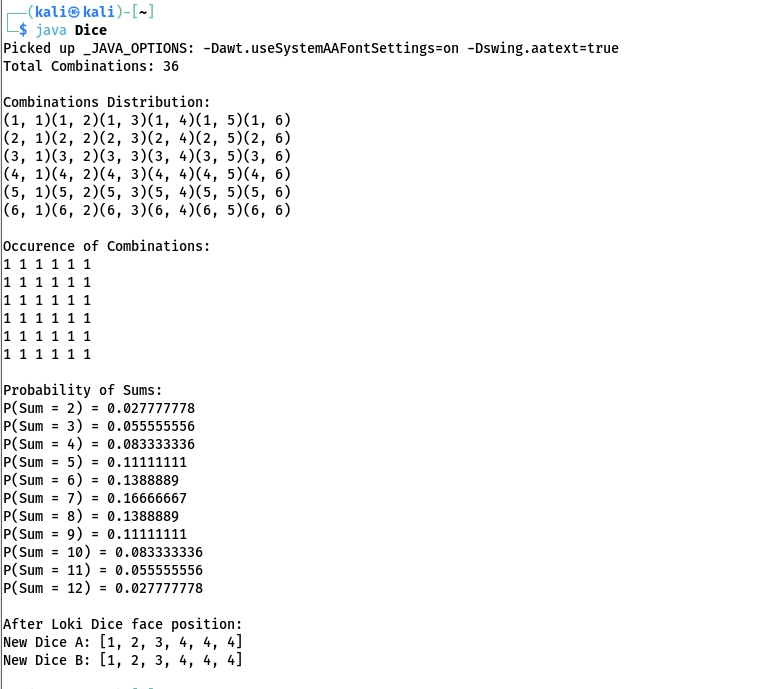 ┌──(kali㉿kali)-[~]
└─$ java Dice
Picked up _JAVA_OPTIONS: -Dawt.useSystemAAFontSettings=on -Dswing.aatext=true
Total Combinations: 36
Combinations Distribution:
(1, 1)(1, 2)(1, 3)(1, 4)(1, 5)(1, 6)
(2, 1)(2, 2)(2, 3)(2, 4)(2, 5)(2, 6)
(3, 1)(3, 2)(3, 3)(3, 4)(3, 5)(3, 6)
(4, 1)(4, 2)(4, 3)(4, 4)(4, 5)(4, 6)
(5, 1)(5, 2)(5, 3)(5, 4)(5, 5)(5, 6)
(6, 1)(6, 2)(6, 3)(6, 4)(6, 5)(6, 6)
Occurence of Combinations:
1 1 1 1 1 1
1 1 1 1 1 1
1 1 1 1 1 1
1 1 1 1 1 1
1 1 1 1 1 1
1 1 1 1 1 1
Probability of Sums:
P(Sum = 2) = 0.027777778
P(Sum = 3) = 0.055555556
P(Sum = 4) = 0.083333336
P(Sum = 5) = 0.11111111
P(Sum = 6) = 0.1388889
P(Sum = 7) = 0.16666667
P(Sum = 8) = 0.1388889
P(Sum = 9) = 0.11111111
P(Sum = 10) = 0.083333336
P(Sum = 11) = 0.055555556
P(Sum = 12) = 0.027777778
After Loki Dice face position:
New Dice A: [1, 2, 3, 4, 4, 4]
New Dice B: [1, 2, 3, 4, 4, 4]